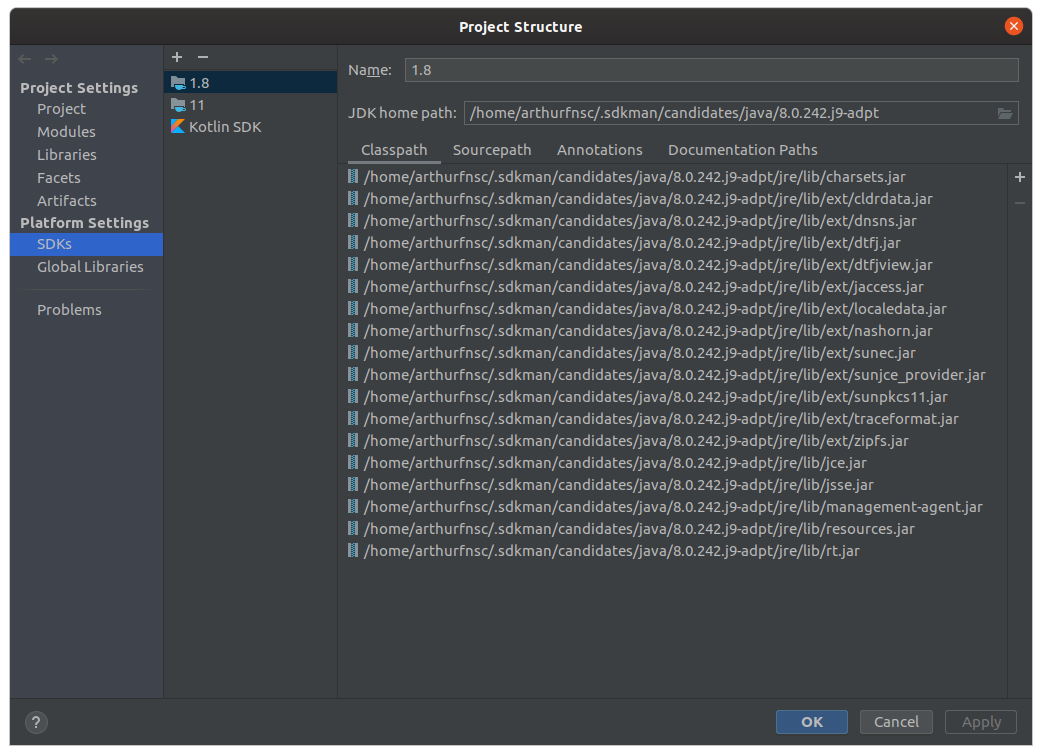 Project Structure
Project Settings
Project
Modules
Libraries
Facets
Artifacts
Platform Settings
SDKs
Global Libraries
Problems
1.8
11
Kotlin SDK
Name: 1.8
JDK home path: /home/arthurfnsc/.sdkman/candidates/java/8.0.242.j9-adpt
Classpath Sourcepath Annotations Documentation Paths
/home/arthurfnsc/.sdkman/candidates/java/8.0.242.j9-adpt/jre/lib/charsets.jar
/home/arthurfnsc/.sdkman/candidates/java/8.0.242.j9-adpt/jre/lib/ext/cldrdata.jar
/home/arthurfnsc/.sdkman/candidates/java/8.0.242.j9-adpt/jre/lib/ext/dnsns.jar
/home/arthurfnsc/.sdkman/candidates/java/8.0.242.j9-adpt/jre/lib/ext/dtfj.jar
/home/arthurfnsc/.sdkman/candidates/java/8.0.242.j9-adpt/jre/lib/ext/dtfjview.jar
/home/arthurfnsc/.sdkman/candidates/java/8.0.242.j9-adpt/jre/lib/ext/jaccess.jar
/home/arthurfnsc/.sdkman/candidates/java/8.0.242.j9-adpt/jre/lib/ext/localedata.jar
/home/arthurfnsc/.sdkman/candidates/java/8.0.242.j9-adpt/jre/lib/ext/nashorn.jar
/home/arthurfnsc/.sdkman/candidates/java/8.0.242.j9-adpt/jre/lib/ext/sunec.jar
/home/arthurfnsc/.sdkman/candidates/java/8.0.242.j9-adpt/jre/lib/ext/sunjce_provider.jar
/home/arthurfnsc/.sdkman/candidates/java/8.0.242.j9-adpt/jre/lib/ext/sunpkcs11.jar
/home/arthurfnsc/.sdkman/candidates/java/8.0.242.j9-adpt/jre/lib/ext/traceformat.jar
/home/arthurfnsc/.sdkman/candidates/java/8.0.242.j9-adpt/jre/lib/ext/zipfs.jar
/home/arthurfnsc/.sdkman/candidates/java/8.0.242.j9-adpt/jre/lib/jce.jar
/home/arthurfnsc/.sdkman/candidates/java/8.0.242.j9-adpt/jre/lib/jsse.jar
/home/arthurfnsc/.sdkman/candidates/java/8.0.242.j9-adpt/jre/lib/management-agent.jar
/home/arthurfnsc/.sdkman/candidates/java/8.0.242.j9-adpt/jre/lib/resources.jar
/home/arthurfnsc/.sdkman/candidates/java/8.0.242.j9-adpt/jre/lib/rt.jar
? OK Cancel Apply